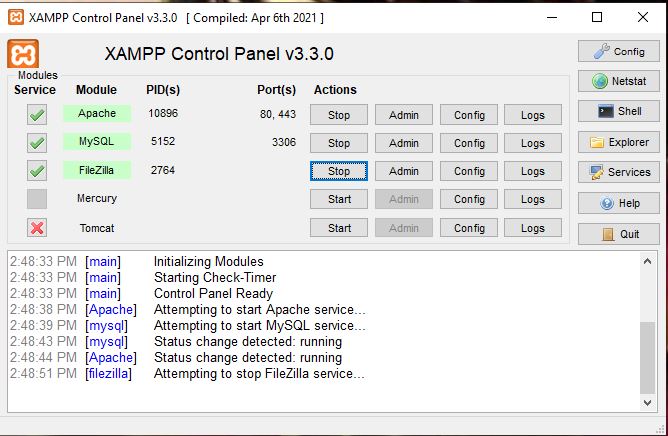 XAMPP Control Panel v3.3.0 [ Compiled: Apr 6th 2021 ]
XAMPP Control Panel v3.3.0
Config
Modules
Service Module PID(s) Port(s) Actions
Netstat
Apache 10896 80, 443 Stop Admin Config Logs
Shell
MySQL 5152 3306 Stop Admin Config Logs
Explorer
FileZilla 2764 Stop Admin Config Logs
Services
Mercury Start Admin Config Logs
Help
Tomcat Start Admin Config Logs
Quit
2:48:33 PM [main] Initializing Modules
2:48:33 PM [main] Starting Check-Timer
2:48:33 PM [main] Control Panel Ready
2:48:38 PM [Apache] Attempting to start Apache service...
2:48:39 PM [mysql] Attempting to start MySQL service...
2:48:43 PM [mysql] Status change detected: running
2:48:44 PM [Apache] Status change detected: running
2:48:51 PM [filezilla] Attempting to stop FileZilla service...